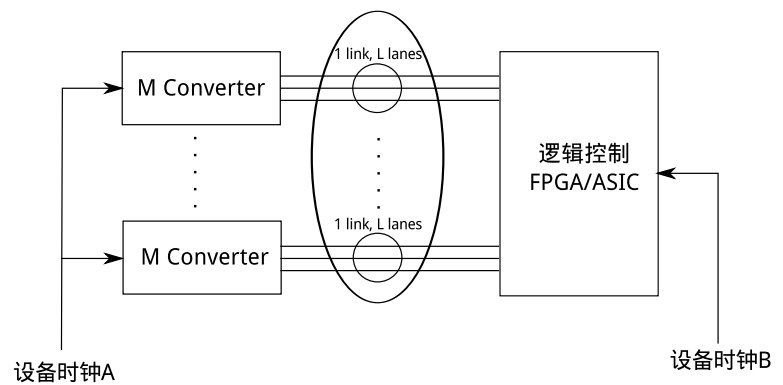 1 link, L lanes
M Converter
逻辑控制
FPGA/ASIC
1 link, L lanes
M Converter
设备时钟A
设备时钟B